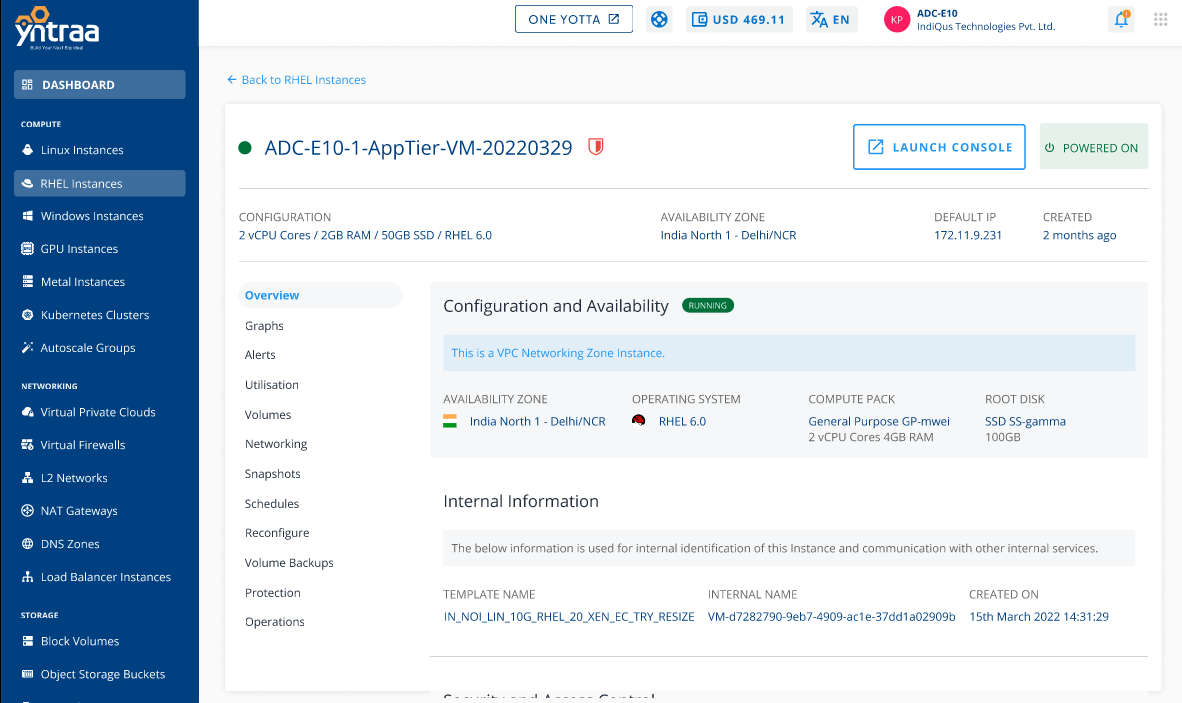 yntraa
Build Your Next Big Idea!
ONE YOTTA
USD 469.11
EN
KP
ADC-E10
IndiQus Technologies Pvt. Ltd.
DASHBOARD
COMPUTE
Linux Instances
RHEL Instances
Windows Instances
GPU Instances
Metal Instances
Kubernetes Clusters
Autoscale Groups
NETWORKING
Virtual Private Clouds
Virtual Firewalls
L2 Networks
NAT Gateways
DNS Zones
Load Balancer Instances
STORAGE
Block Volumes
Object Storage Buckets
Back to RHEL Instances
ADC-E10-1-AppTier-VM-20220329
LAUNCH CONSOLE
POWERED ON
CONFIGURATION
2 vCPU Cores / 2GB RAM / 50GB SSD / RHEL 6.0
AVAILABILITY ZONE
India North 1 - Delhi/NCR
DEFAULT IP
172.11.9.231
CREATED
2 months ago
Overview
Graphs
Alerts
Utilisation
Volumes
Networking
Snapshots
Schedules
Reconfigure
Volume Backups
Protection
Operations
Configuration and Availability
RUNNING
This is a VPC Networking Zone Instance.
AVAILABILITY ZONE
India North 1 - Delhi/NCR
OPERATING SYSTEM
RHEL 6.0
COMPUTE PACK
General Purpose GP-mwei
2 vCPU Cores 4GB RAM
ROOT DISK
SSD SS-gamma
100GB
Internal Information
The below information is used for internal identification of this Instance and communication with other internal services.
TEMPLATE NAME
IN_NOI_LIN_10G_RHEL_20_XEN_EC_TRY_RESIZE
INTERNAL NAME
VM-d7282790-9eb7-4909-ac1e-37dd1a02909b
CREATED ON
15th March 2022 14:31:29
Security and Access Control